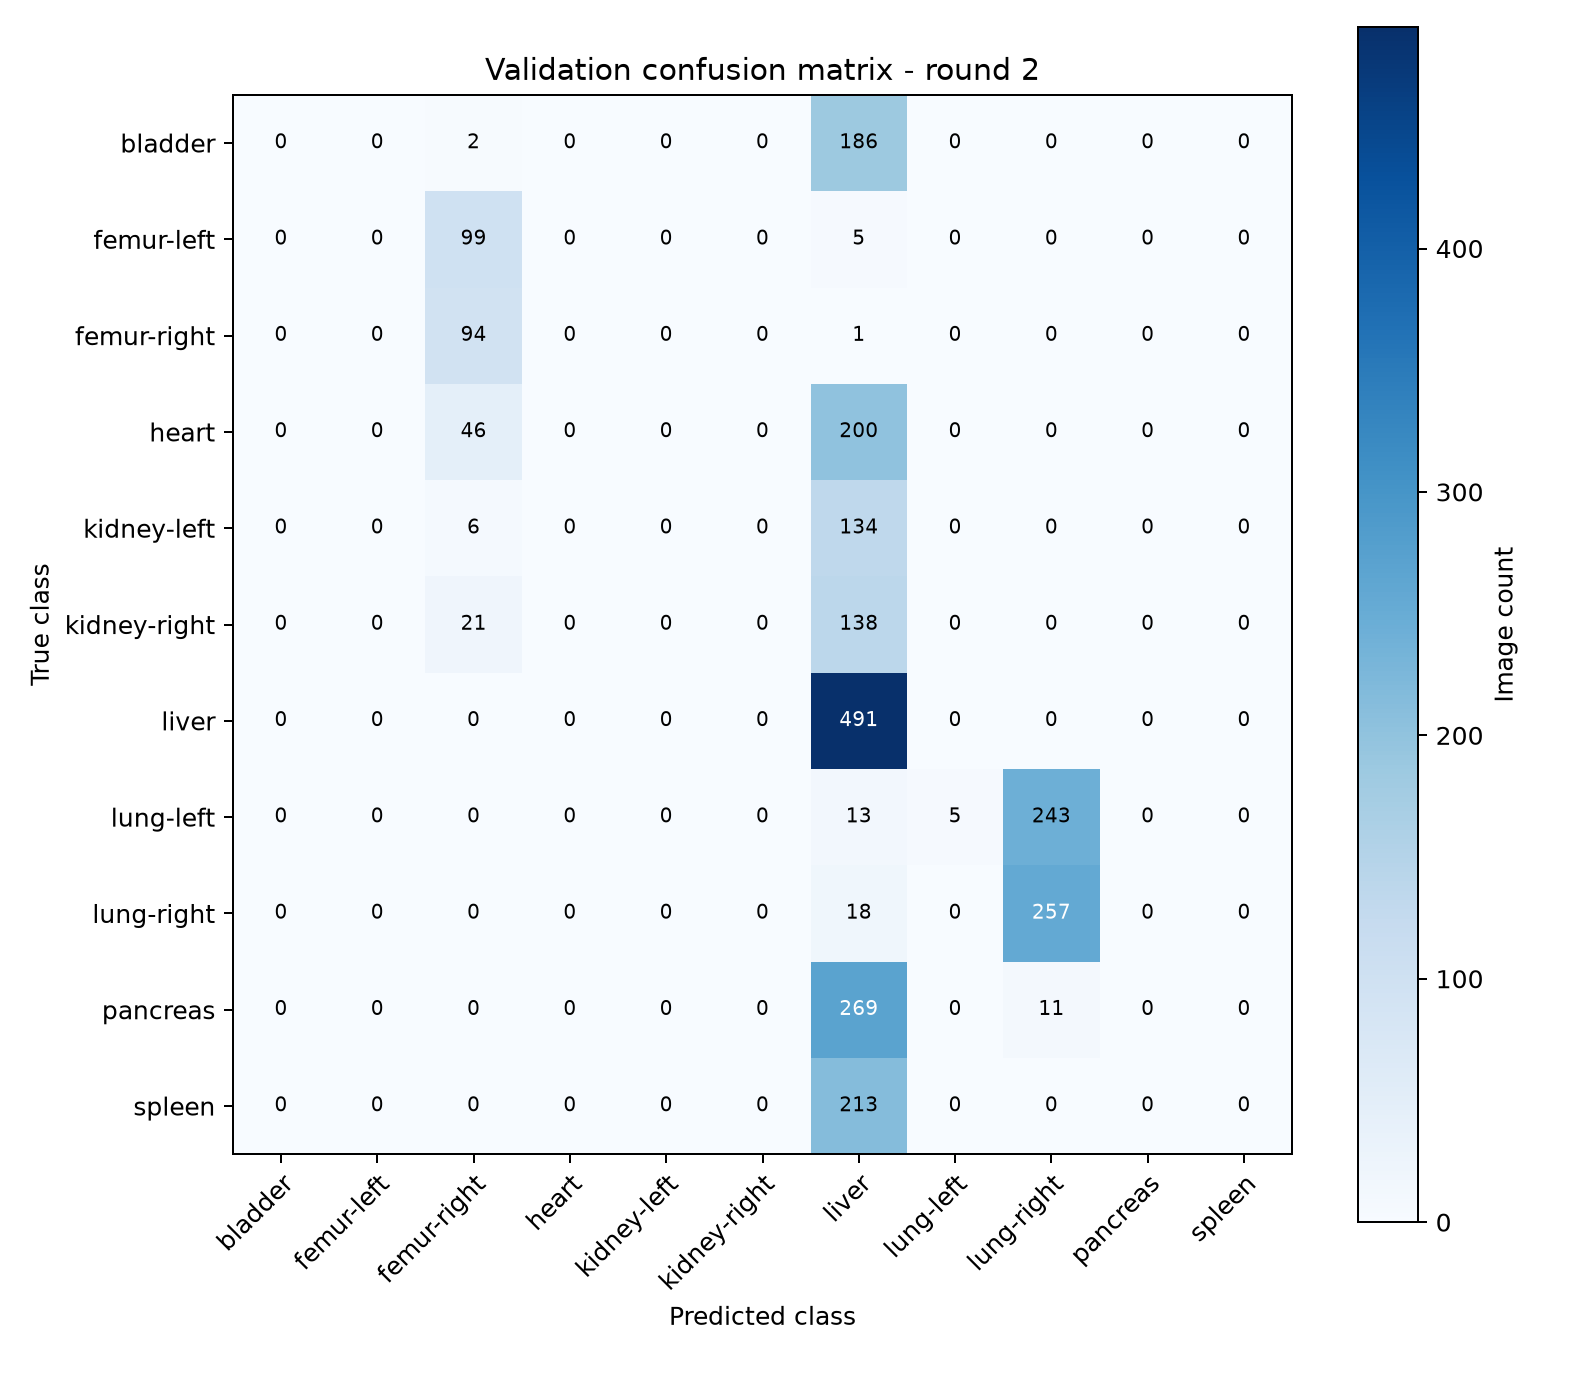 Validation confusion matrix - round 2
bladder 0 0 2 0 0 0 186 0 0 0 0
femur-left 0 0 99 0 0 0 5 0 0 0 0
femur-right 0 0 94 0 0 0 1 0 0 0 0
heart 0 0 46 0 0 0 200 0 0 0 0
kidney-left 0 0 6 0 0 0 134 0 0 0 0
kidney-right 0 0 21 0 0 0 138 0 0 0 0
liver 0 0 0 0 0 0 491 0 0 0 0
lung-left 0 0 0 0 0 0 13 5 243 0 0
lung-right 0 0 0 0 0 0 18 0 257 0 0
pancreas 0 0 0 0 0 0 269 0 11 0 0
spleen 0 0 0 0 0 0 213 0 0 0 0
bladder femur-left femur-right heart kidney-left kidney-right liver lung-left lung-right pancreas spleen
Predicted class
True class
400
300
200
100
0
Image count